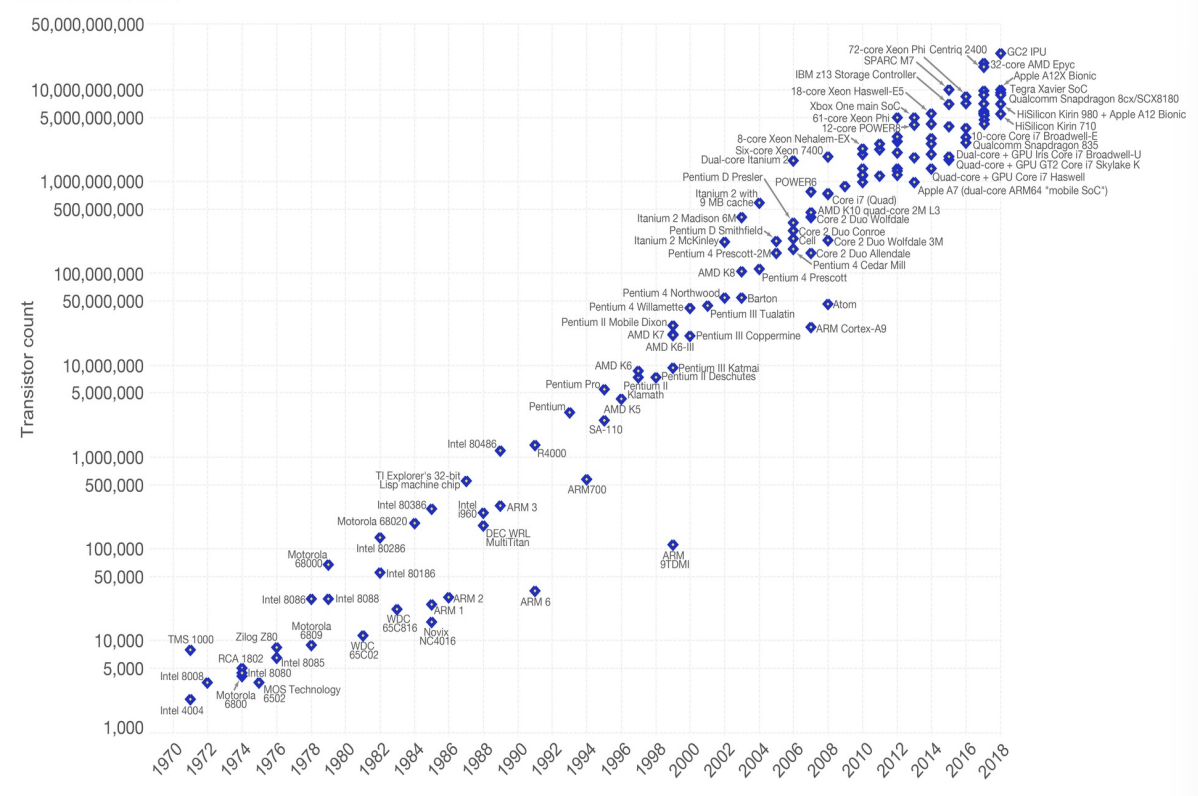 50,000,000,000
10,000,000,000
5,000,000,000
1,000,000,000
500,000,000
100,000,000
50,000,000
10,000,000
5,000,000
1,000,000
500,000
100,000
50,000
10,000
5,000
1,000
Transistor count
72-core Xeon Phi
Centriq 2400
GC2 IPU
SPARC M7
32-core AMD Epyc
IBM z13 Storage Controller
Apple A12X Bionic
18-core Xeon Haswell-E5
Tegra Xavier SoC
Qualcomm Snapdragon 8cx/SCX8180
Xbox One main SoC
HiSilicon Kirin 980 + Apple A12 Bionic
61-core Xeon Phi
12-core POWER8
HiSilicon Kirin 710
8-core Xeon Nehalem-EX
10-core Core i7 Broadwell-E
Six-core Xeon 7400
Qualcomm Snapdragon 835
Dual-core Itanium 2
Dual-core + GPU Iris Core i7 Broadwell-U
Quad-core + GPU GT2 Core i7 Skylake K
Pentium D Presler
POWER6
Quad-core + GPU Core i7 Haswell
Itanium 2 with
9 MB cache
Core i7 (Quad)
Apple A7 (dual-core ARM64 "mobile SoC")
Itanium 2 Madison 6M
AMD K10 quad-core 2M L3
Core 2 Duo Wolfdale
Pentium D Smithfield
Core 2 Duo Conroe
Itanium 2 McKinley
Cell
Core 2 Duo Wolfdale 3M
Pentium 4 Prescott-2M
Core 2 Duo Allendale
Pentium 4 Cedar Mill
AMD K8
Pentium 4 Prescott
Pentium 4 Northwood
Barton
Atom
Pentium 4 Willamette
Pentium III Tualatin
Pentium II Mobile Dixon
ARM Cortex-A9
AMD K7
Pentium III Coppermine
AMD K6-III
AMD K6
Pentium III Katmai
Pentium II Deschutes
Pentium Pro
Pentium II
Klamath
Pentium
AMD K5
SA-110
Intel 80486
R4000
TI Explorer's 32-bit
Lisp machine chip
ARM700
Intel 80386
Intel
i960
ARM 3
Motorola 68020
DEC WRL
MultiTitan
Intel 80286
Motorola
68000
ARM
9TDMI
Intel 80186
Intel 8086
Intel 8088
ARM 2
ARM 6
ARM 1
WDC
65C816
Novix
NC4016
Motorola
6809
WDC
65C02
TMS 1000
Zilog Z80
RCA 1802
Intel 8085
Intel 8008
Intel 8080
Motorola
6800
MOS Technology
6502
Intel 4004
1970
1972
1974
1976
1978
1980
1982
1984
1986
1988
1990
1992
1994
1996
1998
2000
2002
2004
2006
2008
2010
2012
2014
2016
2018